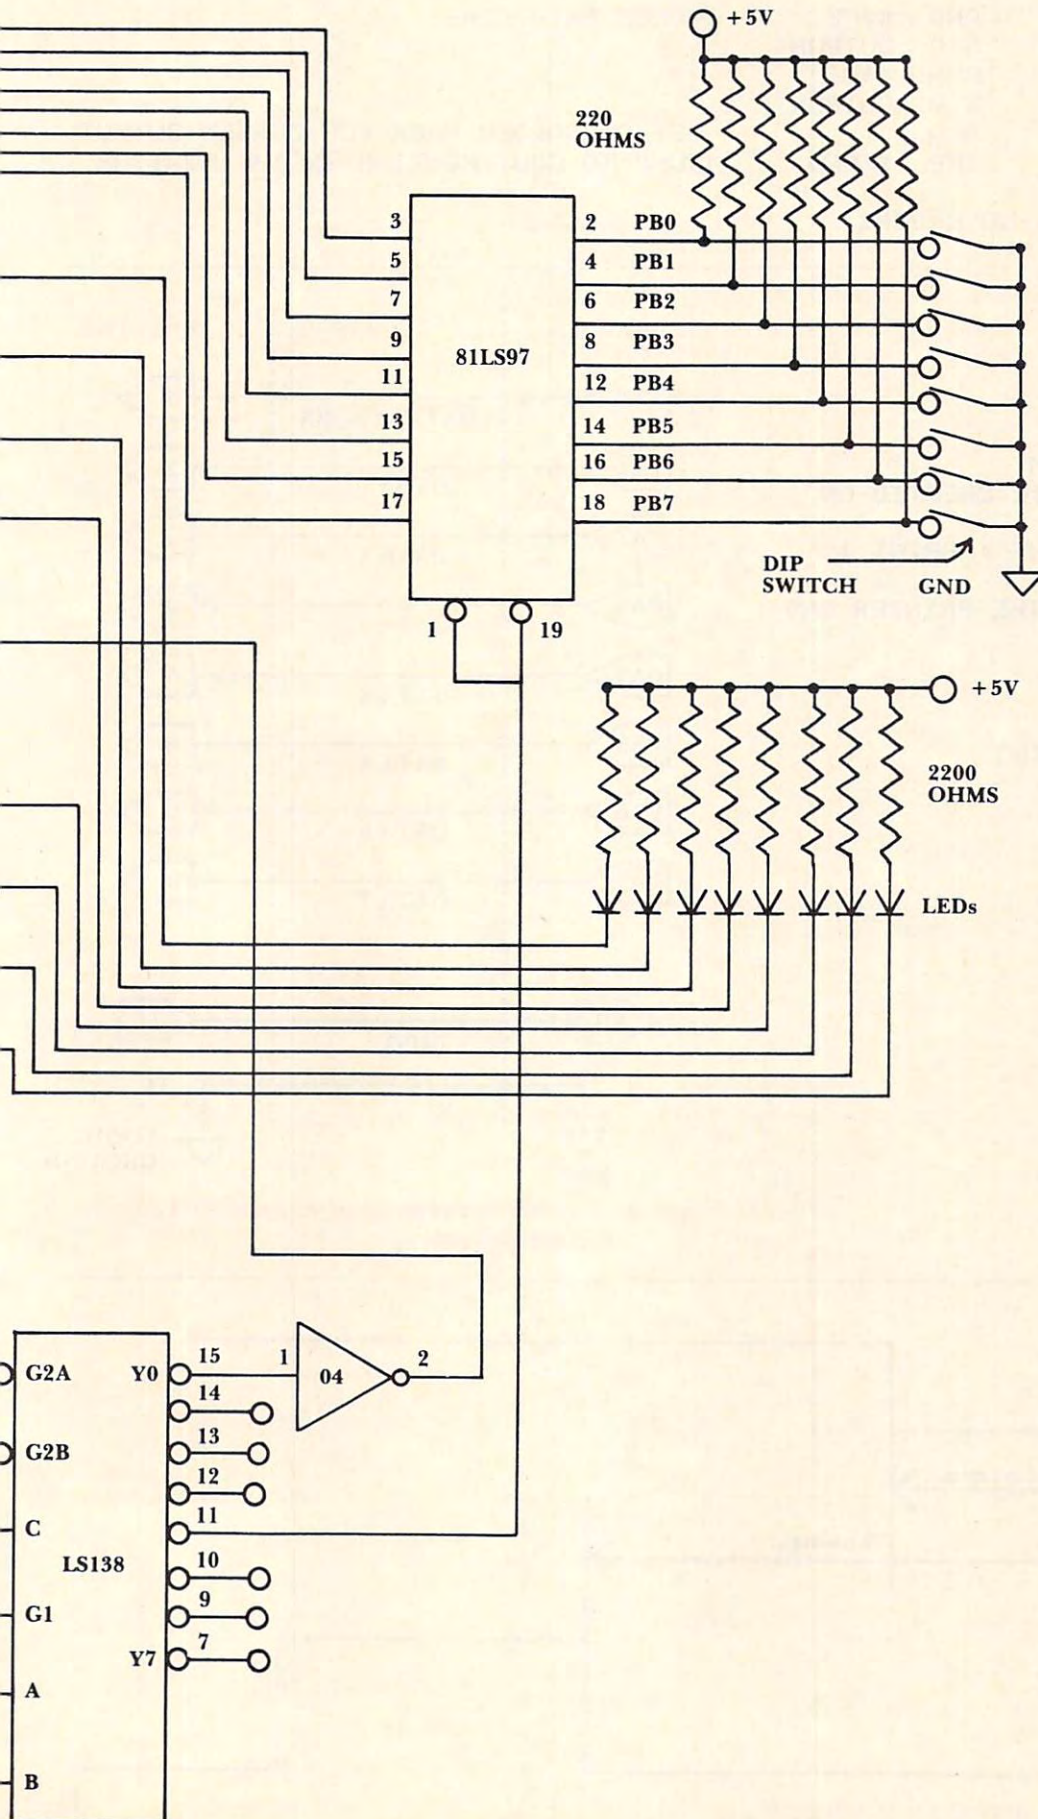 +5V
220
OHMS
3
2 PB0
5
4 PB1
7
6 PB2
9
8 PB3
81LS97
11
12 PB4
13
14 PB5
15
16 PB6
17
18 PB7
DIP
SWITCH
GND
1
19
+5V
2200
OHMS
LEDs
G2A
Y0
15
1
04
2
14
G2B
13
12
C
11
LS138
10
G1
9
Y7
7
A
B